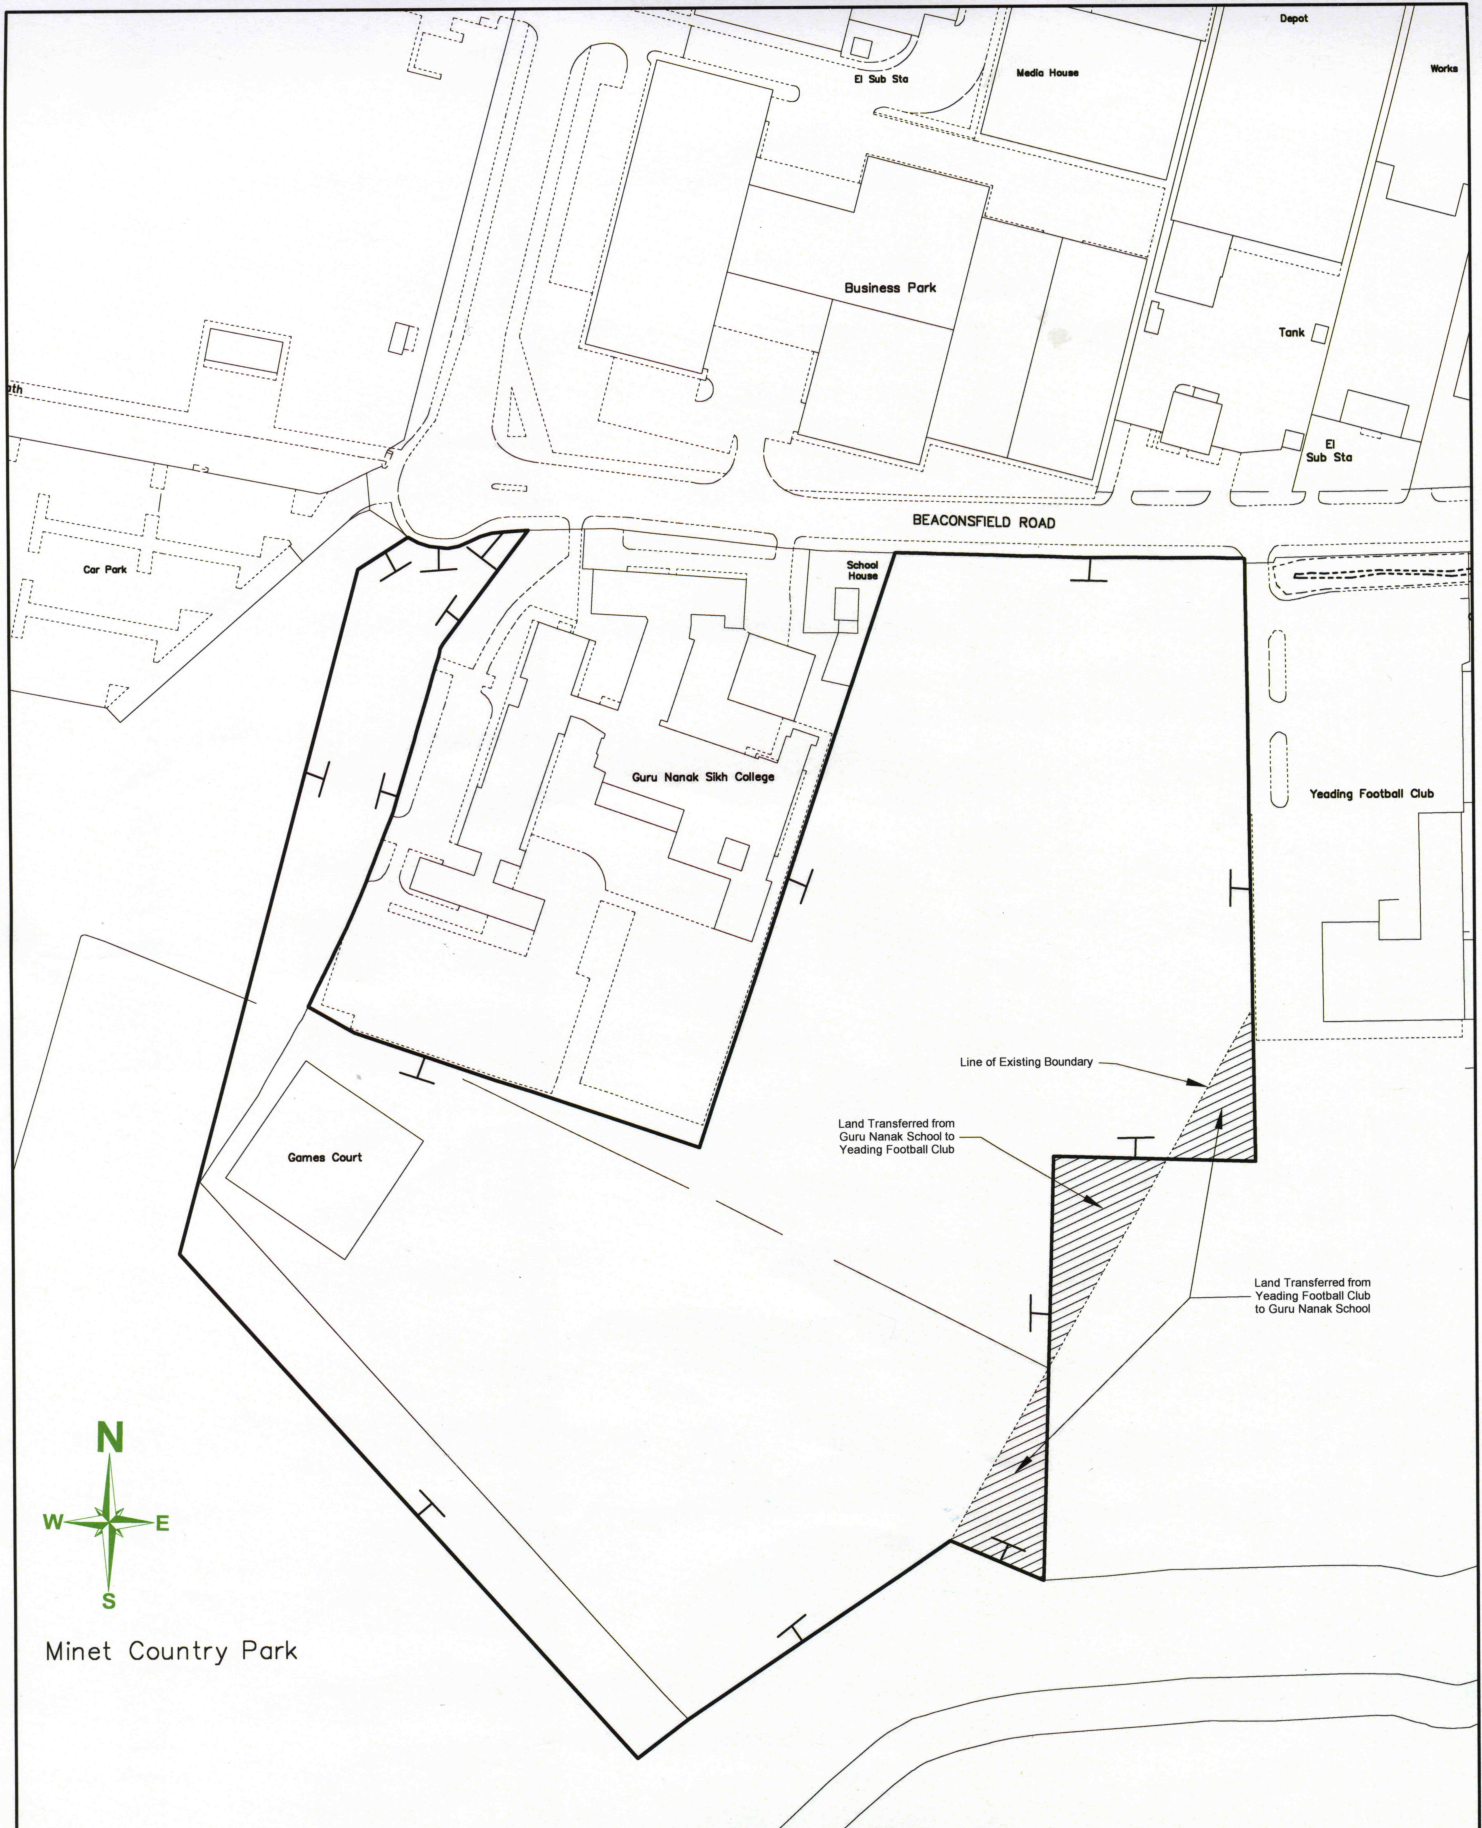 Depot
Works
El Sub Sta
Media House
Business Park
Tank
El
Sub Sta
ath
BEACONSFIELD ROAD
Car Park
School
House
Guru Nanak Sikh College
Yeading Football Club
Line of Existing Boundary
Land Transferred from
Guru Nanak School to
Yeading Football Club
Games Court
Land Transferred from
Yeading Football Club
to Guru Nanak School
N
W
E
S
Minet Country Park